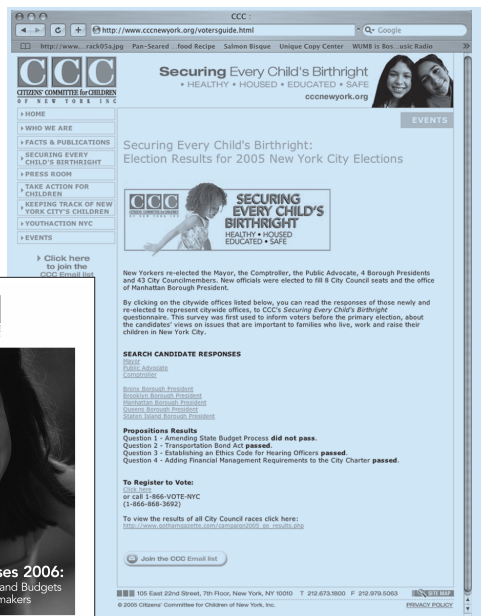 CCC :
http://www.cccnewyork.org/votersguide.html
Google
http://www....rack05a.jpg Pan-Seared ...food Recipe Salmon Bisque Unique Copy Center WUMB is Bos...usic Radio
CCC
CITIZENS' COMMITTEE for CHILDREN
OF NEW YORK INC
Securing Every Child's Birthright
• HEALTHY • HOUSED • EDUCATED • SAFE
cccnewyork.org
HOME
WHO WE ARE
FACTS & PUBLICATIONS
SECURING EVERY
CHILD'S BIRTHRIGHT
PRESS ROOM
TAKE ACTION FOR
CHILDREN
KEEPING TRACK OF NEW
YORK CITY'S CHILDREN
YOUTHACTION NYC
EVENTS
Click here
to join the
CCC Email list
EVENTS
Securing Every Child's Birthright:
Election Results for 2005 New York City Elections
CCC
SECURING
EVERY CHILD'S
BIRTHRIGHT
HEALTHY • HOUSED
EDUCATED • SAFE
New Yorkers re-elected the Mayor, the Comptroller, the Public Advocate, 4 Borough Presidents
and 43 City Councilmembers. New officials were elected to fill 8 City Council seats and the office
of Manhattan Borough President.
By clicking on the citywide offices listed below, you can read the responses of those newly and
re-elected to represent citywide offices, to CCC's Securing Every Child's Birthright
questionnaire. This survey was first used to inform voters before the primary election, about
the candidates' views on issues that are important to families who live, work and raise their
children in New York City.
SEARCH CANDIDATE RESPONSES
Mayor
Public Advocate
Comptroller
Bronx Borough President
Brooklyn Borough President
Manhattan Borough President
Queens Borough President
Staten Island Borough President
Propositions Results
Question 1 - Amending State Budget Process did not pass.
Question 2 - Transportation Bond Act passed.
Question 3 - Establishing an Ethics Code for Hearing Officers passed.
Question 4 - Adding Financial Management Requirements to the City Charter passed.
To Register to Vote:
Click here
or call 1-866-VOTE-NYC
(1-866-868-3692)
To view the results of all City Council races click here:
http://www.gothamgazette.com/campaign2005_ge_results.php
Join the CCC Email list
105 East 22nd Street, 7th Floor, New York, NY 10010 T 212.673.1800 F 212.979.5063
SITE MAP
© 2005 Citizens' Committee for Children of New York, Inc.
PRIVACY POLICY
ses 2006:
and Budgets
makers